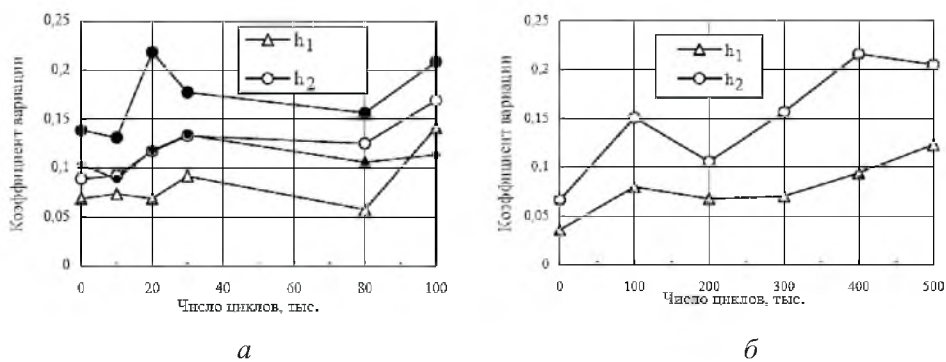 Коэффициент вариации
0,25
0,2
0,15
0,1
0,05
0
h1
h2
0 20 40 60 80 100
Число циклов, тыс.
а
Коэффициент вариации
0,25
0,2
0,15
0,1
0,05
0
h1
h2
0 100 200 300 400 500
Число циклов, тыс.
б